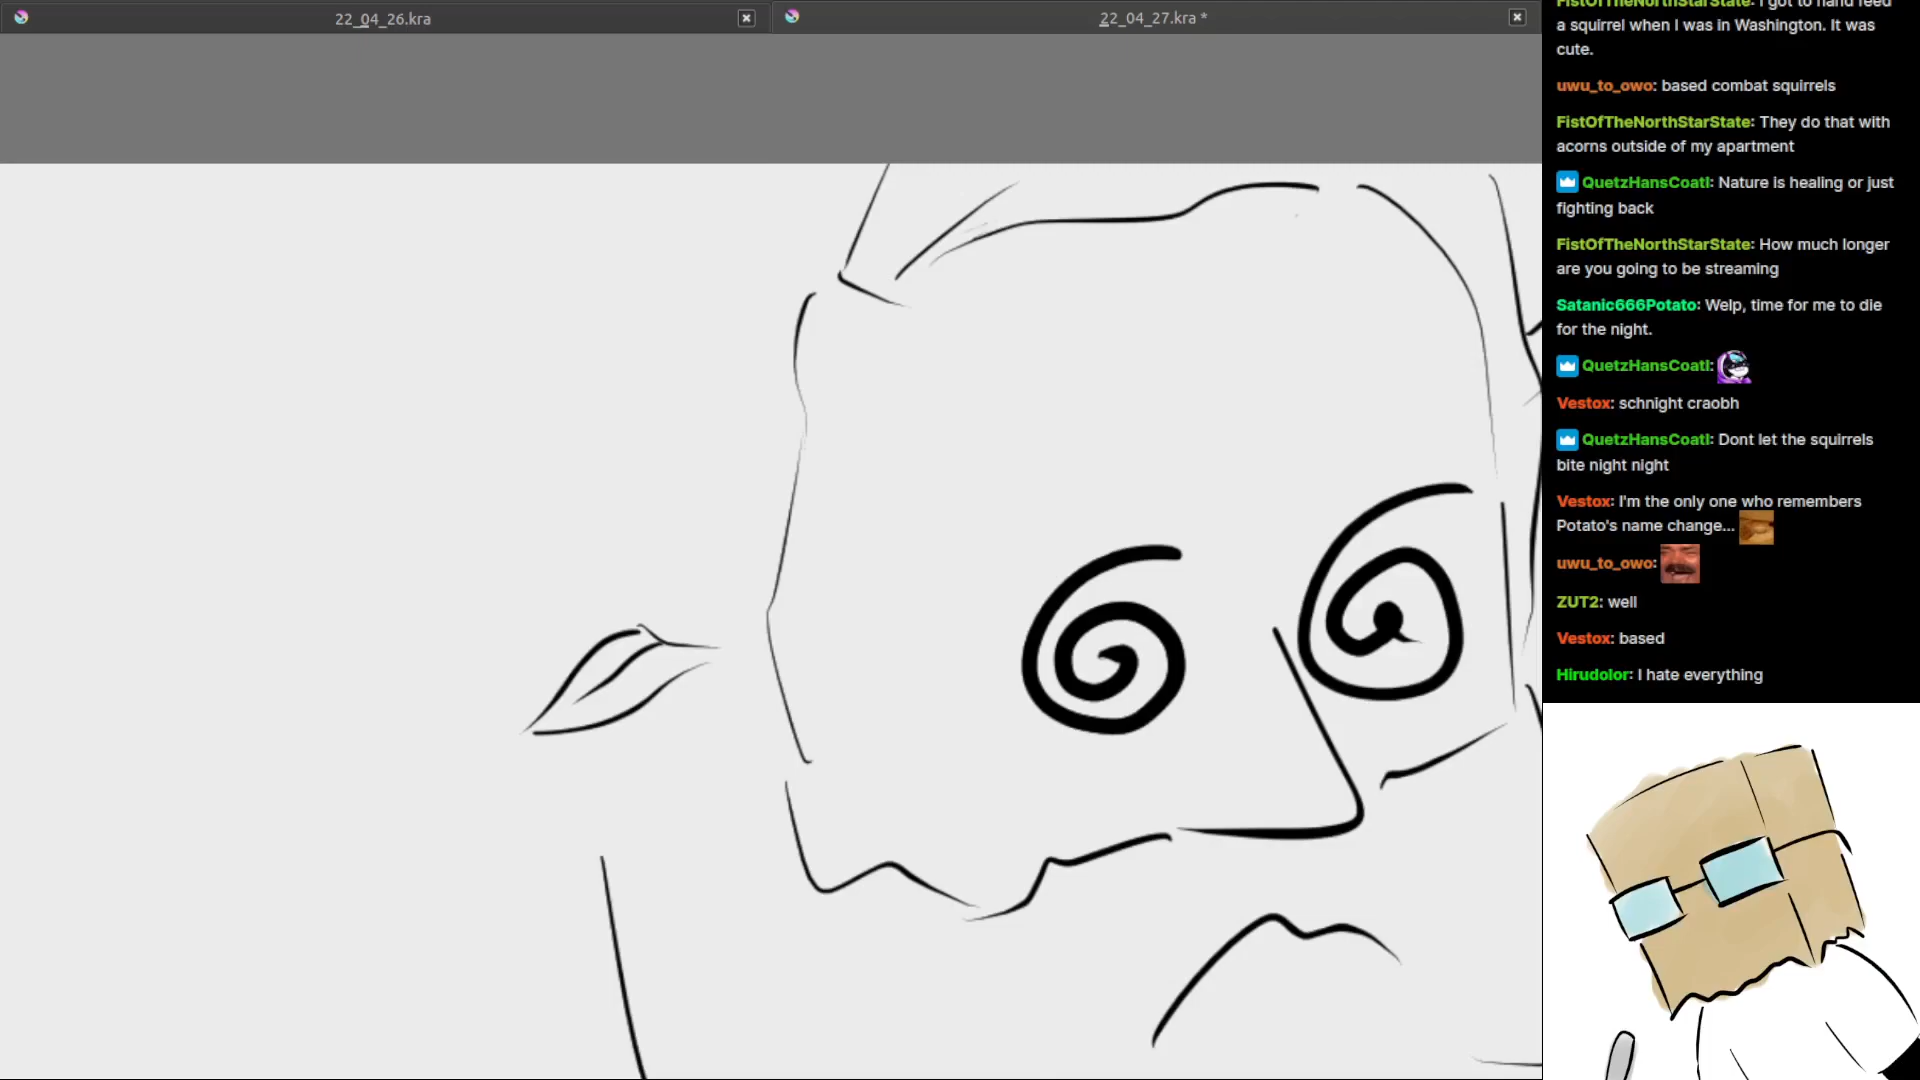 22_04_26.kra
22_04_27.kra *
a squirrel when I was in Washington. It was
cute.
uwu_to_owo: based combat squirrels
FistOfTheNorthStarState: They do that with
acorns outside of my apartment
QuetzHansCoatl: Nature is healing or just
fighting back
FistOfTheNorthStarState: How much longer
are you going to be streaming
Satanic666Potato: Welp, time for me to die
for the night.
QuetzHansCoatl:
Vestox: schnight craobh
QuetzHansCoatl: Dont let the squirrels
bite night night
Vestox: I'm the only one who remembers
Potato's name change...
uwu_to_owo:
ZUT2: well
Vestox: based
Hirudolor: I hate everything